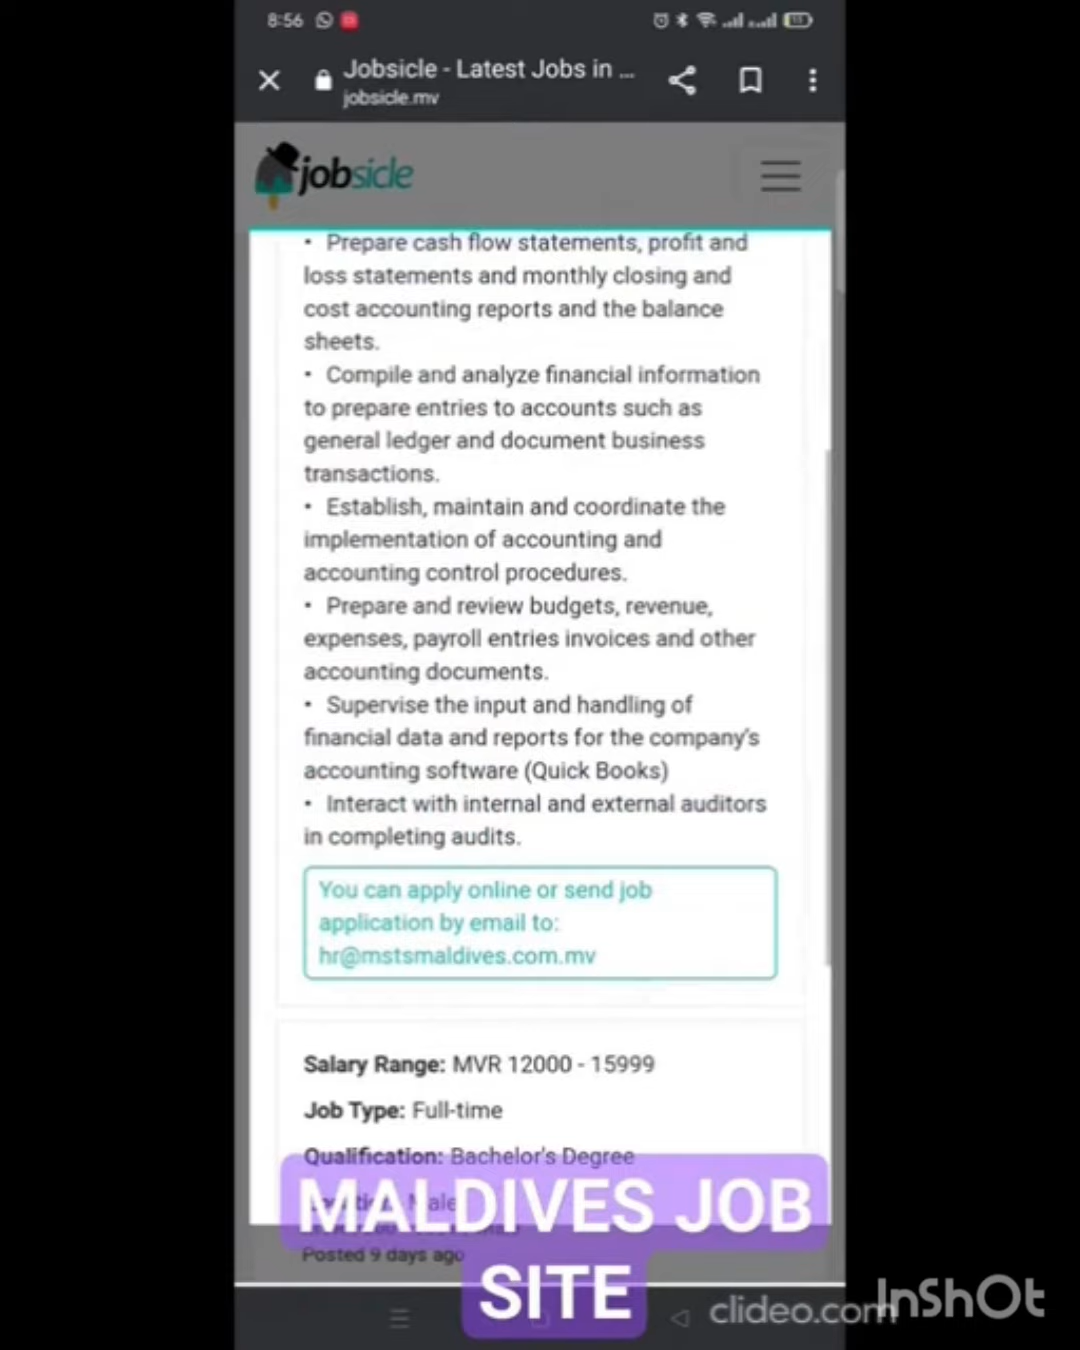 8:56
Jobsicle - Latest Jobs in ...
jobsicle.mv
jobsicle
• Prepare cash flow statements, profit and
loss statements and monthly closing and
cost accounting reports and the balance
sheets.
• Compile and analyze financial information
to prepare entries to accounts such as
general ledger and document business
transactions.
• Establish, maintain and coordinate the
implementation of accounting and
accounting control procedures.
• Prepare and review budgets, revenue,
expenses, payroll entries invoices and other
accounting documents.
• Supervise the input and handling of
financial data and reports for the company's
accounting software (Quick Books)
• Interact with internal and external auditors
in completing audits.
You can apply online or send job
application by email to:
hr@mstsmaldives.com.mv
Salary Range: MVR 12000 - 15999
Job Type: Full-time
Qualification: Bachelor's Degree
MALDIVES JOB
Posted 9 days ago
SITE
clideo.com
InShOt